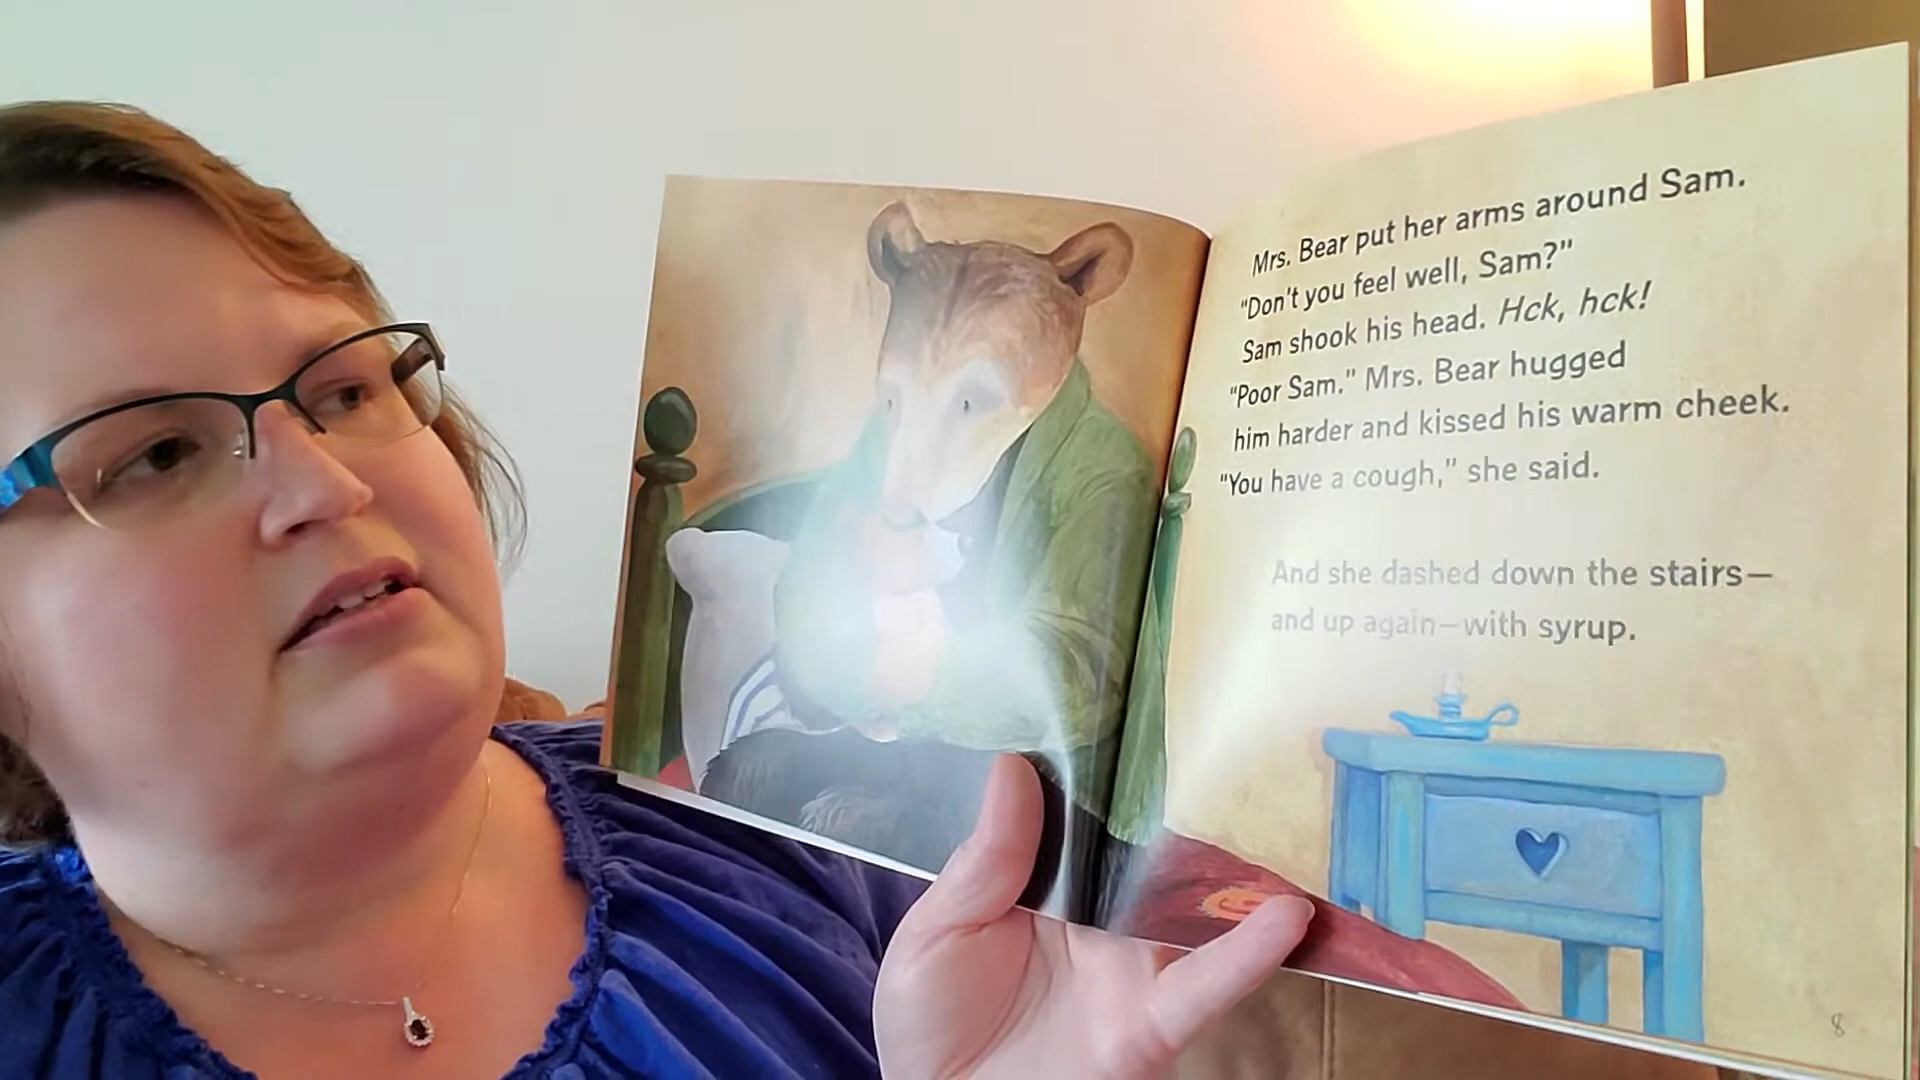 Mrs. Bear put her arms around Sam.
"Don't you feel well, Sam?"
Sam shook his head. Hck, hck!
"Poor Sam." Mrs. Bear hugged
him harder and kissed his warm cheek.
"You have a cough," she said.
And she dashed down the stairs—
and up again—with syrup.
8